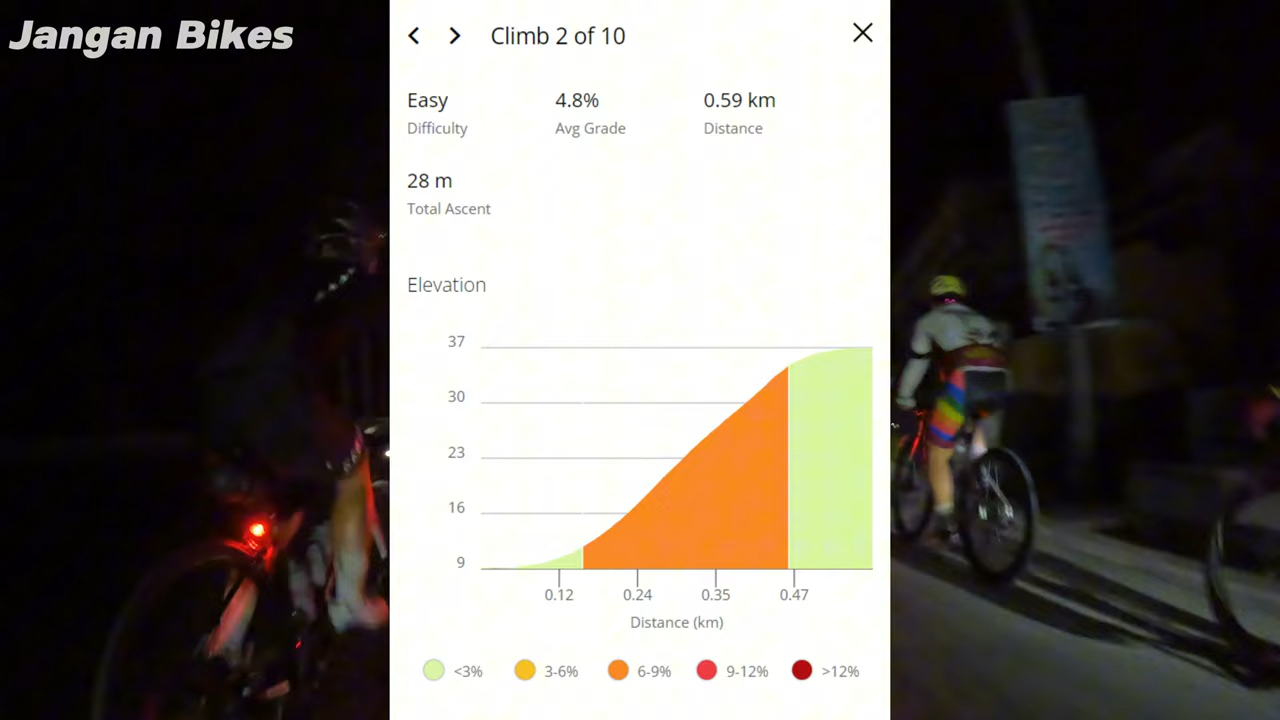 Jangan Bikes
Climb 2 of 10
Easy 4.8% 0.59 km
Difficulty Avg Grade Distance
28 m
Total Ascent
Elevation
37
30
23
16
9
0.12 0.24 0.35 0.47
Distance (km)
<3% 3-6% 6-9% 9-12% >12%